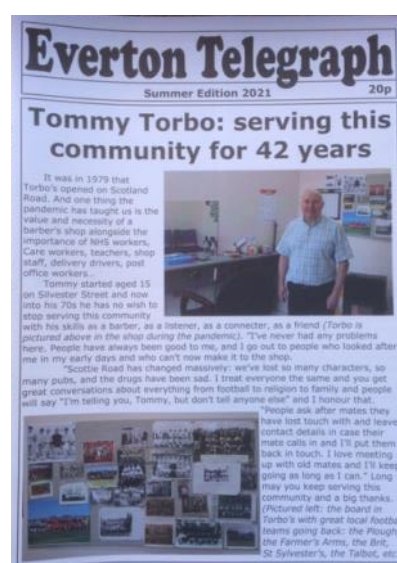 Everton Telegraph
Summer Edition 2021
20p
Tommy Torbo: serving this
community for 42 years
It was in 1979 that
Torbo's opened on Scotland
Road. And one thing the
pandemic has taught us is the
value and necessity of a
barber's shop alongside the
importance of NHS workers,
Care workers, teachers, shop
staff, delivery drivers, post
office workers...
Tommy started aged 15
on Silvester Street and now
into his 70s he has no wish to
stop serving this community
with his skills as a barber, as a listener, as a connecter, as a friend (Torbo is
pictured above in the shop during the pandemic). "I've never had any problems
here. People have always been good to me, and I go out to people who looked after
me in my early days and who can't now make it to the shop.
"Scottie Road has changed massively: we've lost so many characters, so
many pubs, and the drugs have been sad. I treat everyone the same and you get
great conversations about everything from football to religion to family and people
will say "I'm telling you, Tommy, but don't tell anyone else" and I honour that.
"People ask after mates they
have lost touch with and leave
contact details in case their
mate calls in and I'll put them
back in touch. I love meeting
up with old mates and I'll keep
going as long as I can." Long
may you keep serving this
community and a big thanks.
(Pictured left: the board in
Torbo's with great local footba
teams going back: the Plough,
the Farmer's Arms, the Brit,
St Sylvester's, the Talbot, etc